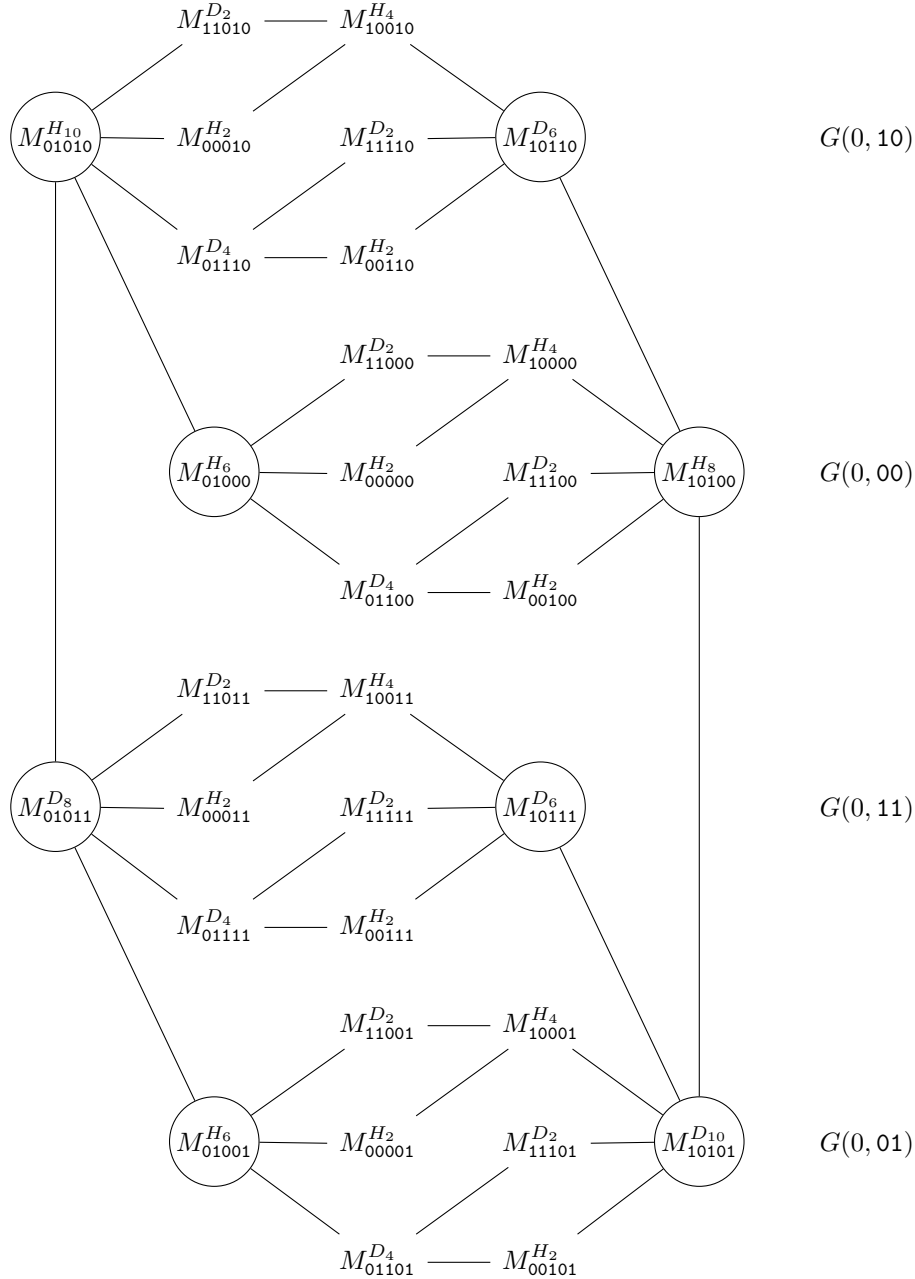 M^{D_2}_{11010} M^{H_4}_{10010}
M^{H_{10}}_{01010} M^{H_2}_{00010} M^{D_2}_{11110} M^{D_6}_{10110} G(0, 10)
M^{D_4}_{01110} M^{H_2}_{00110}
M^{D_2}_{11000} M^{H_4}_{10000}
M^{H_6}_{01000} M^{H_2}_{00000} M^{D_2}_{11100} M^{H_8}_{10100} G(0, 00)
M^{D_4}_{01100} M^{H_2}_{00100}
M^{D_2}_{11011} M^{H_4}_{10011}
M^{D_8}_{01011} M^{H_2}_{00011} M^{D_2}_{11111} M^{D_6}_{10111} G(0, 11)
M^{D_4}_{01111} M^{H_2}_{00111}
M^{D_2}_{11001} M^{H_4}_{10001}
M^{H_6}_{01001} M^{H_2}_{00001} M^{D_2}_{11101} M^{D_{10}}_{10101} G(0, 01)
M^{D_4}_{01101} M^{H_2}_{00101}